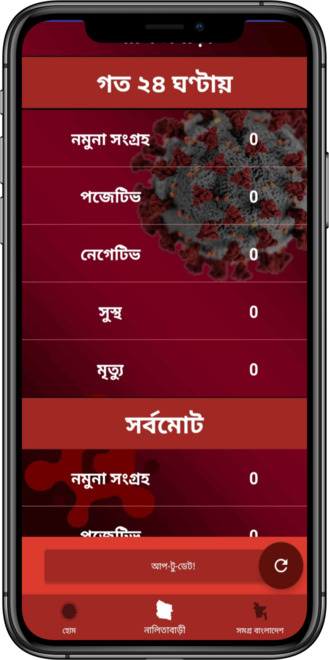 গত ২৪ ঘণ্টায়
নমুনা সংগ্রহ 0
পজেটিভ 0
নেগেটিভ 0
সুস্থ 0
মৃত্যু 0
সর্বমোট
নমুনা সংগ্রহ 0
পজেটিভ 0
আপ-টু-ডেট!
হোম নালিতাবাড়ী সমগ্র বাংলাদেশ